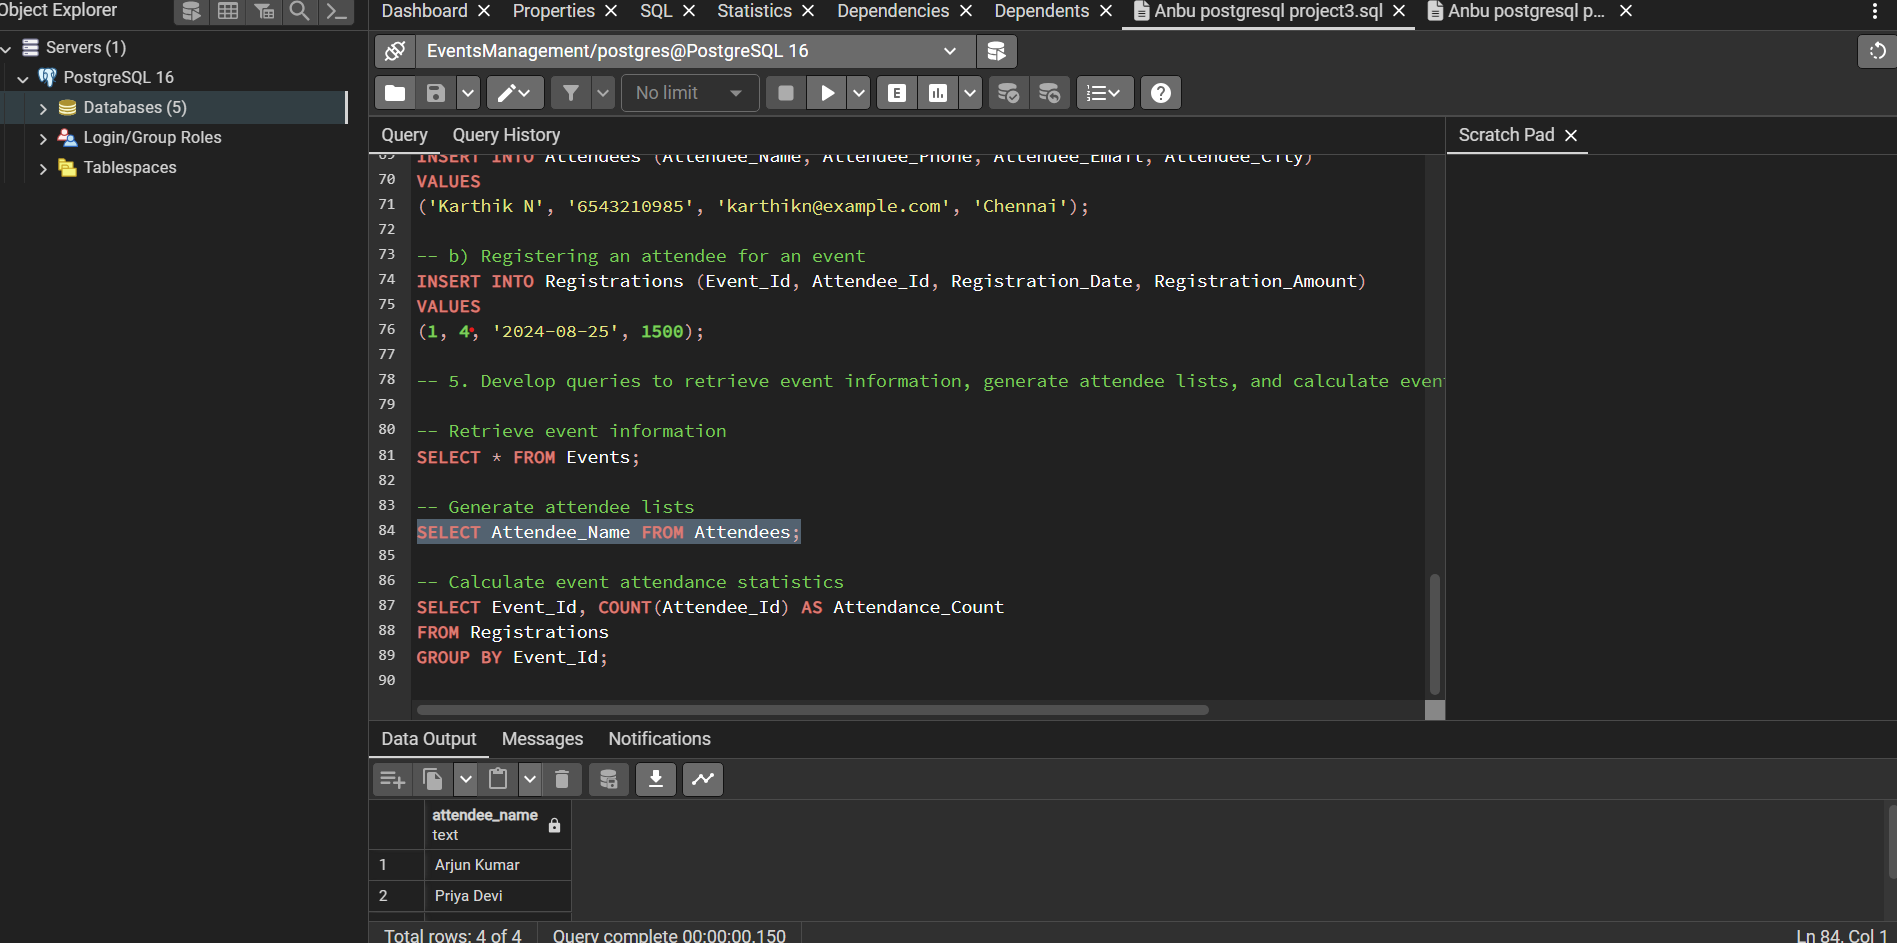 Object Explorer
Servers (1)
PostgreSQL 16
Databases (5)
Login/Group Roles
Tablespaces
Dashboard Properties SQL Statistics Dependencies Dependents Anbu postgresql project3.sql Anbu postgresql p...
EventsManagement/postgres@PostgreSQL 16
No limit
Query Query History
Scratch Pad
69 INSERT INTO Attendees (Attendee_Name, Attendee_Phone, Attendee_Email, Attendee_City)
70 VALUES
71 ('Karthik N', '6543210985', 'karthikn@example.com', 'Chennai');
72
73 -- b) Registering an attendee for an event
74 INSERT INTO Registrations (Event_Id, Attendee_Id, Registration_Date, Registration_Amount)
75 VALUES
76 (1, 4, '2024-08-25', 1500);
77
78 -- 5. Develop queries to retrieve event information, generate attendee lists, and calculate even
79
80 -- Retrieve event information
81 SELECT * FROM Events;
82
83 -- Generate attendee lists
84 SELECT Attendee_Name FROM Attendees;
85
86 -- Calculate event attendance statistics
87 SELECT Event_Id, COUNT(Attendee_Id) AS Attendance_Count
88 FROM Registrations
89 GROUP BY Event_Id;
90
Data Output Messages Notifications
attendee_name
text
1 Arjun Kumar
2 Priya Devi
Total rows: 4 of 4 Query complete 00:00:00.150
Ln 84, Col 1